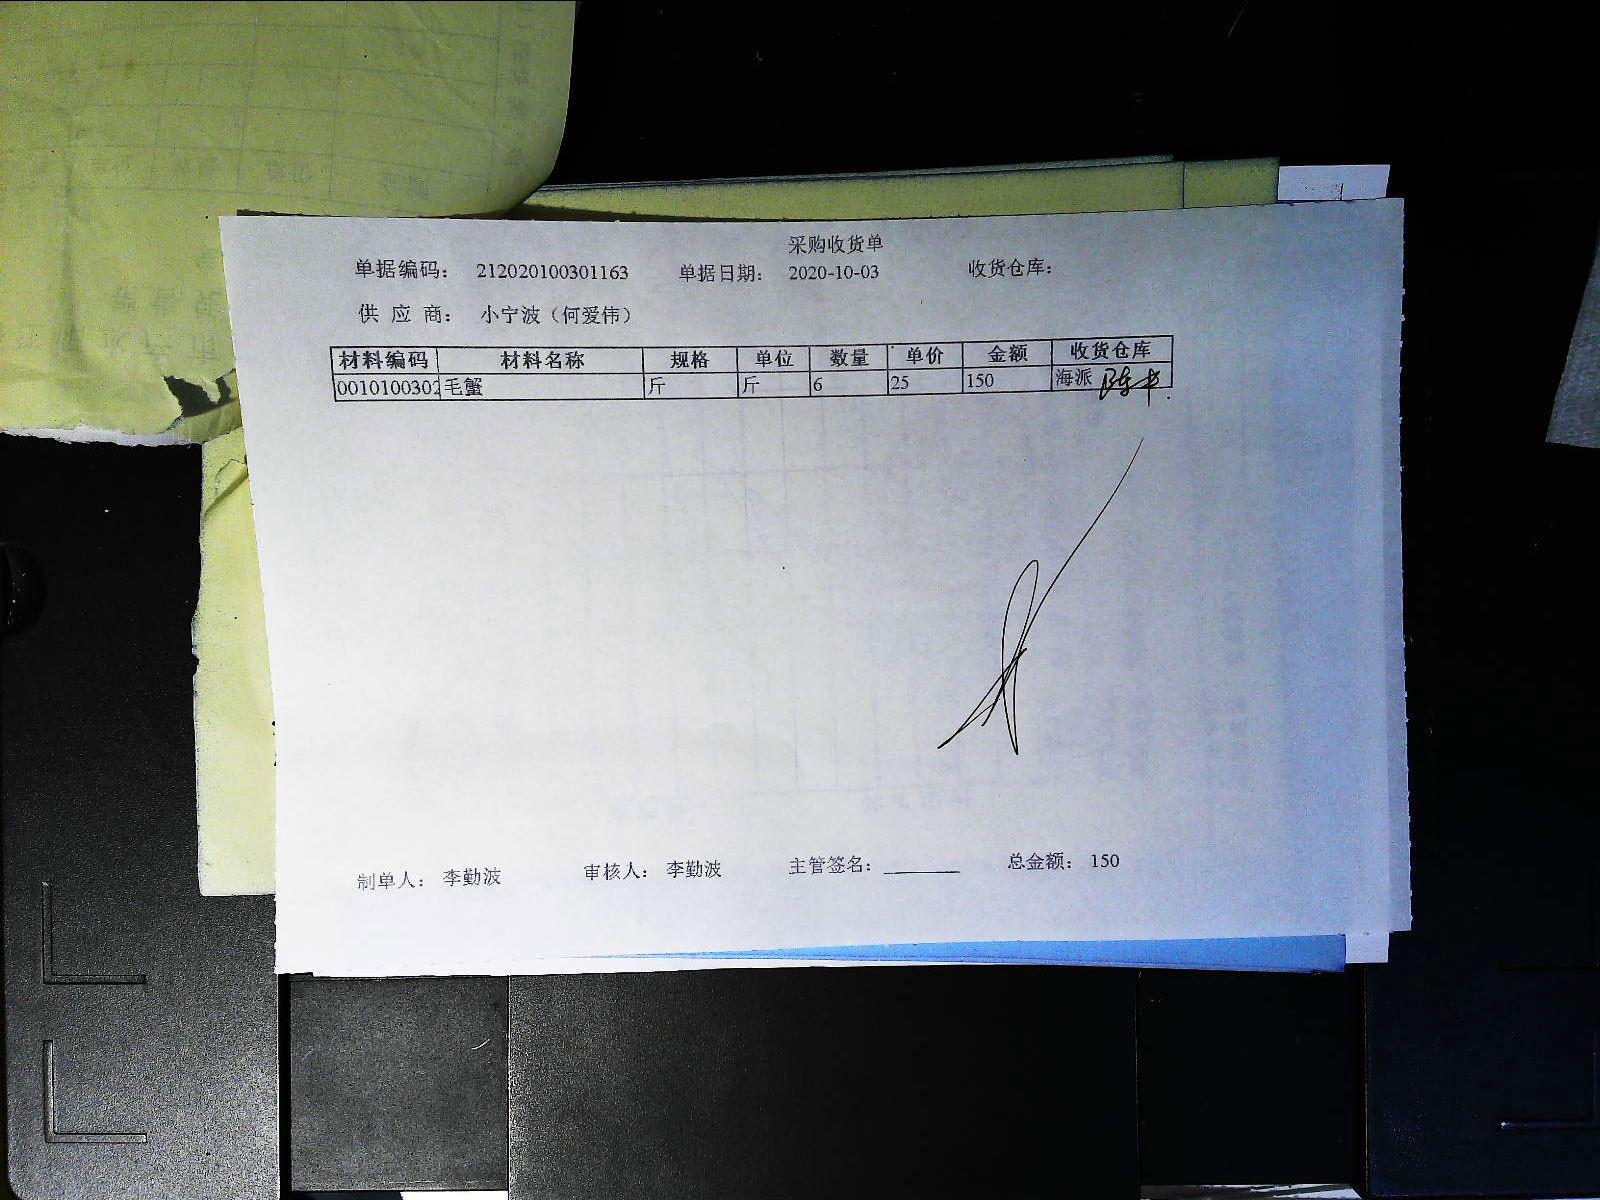 采购收货单
单据编码： 212020100301163 单据日期： 2020-10-03 收货仓库：
供 应 商： 小宁波（何爱伟）
材料编码 材料名称 规格 单位 数量 单价 金额 收货仓库
0010100302 毛蟹 斤 斤 6 25 150 海派
制单人： 李勤波 审核人： 李勤波 主管签名： 总金额： 150